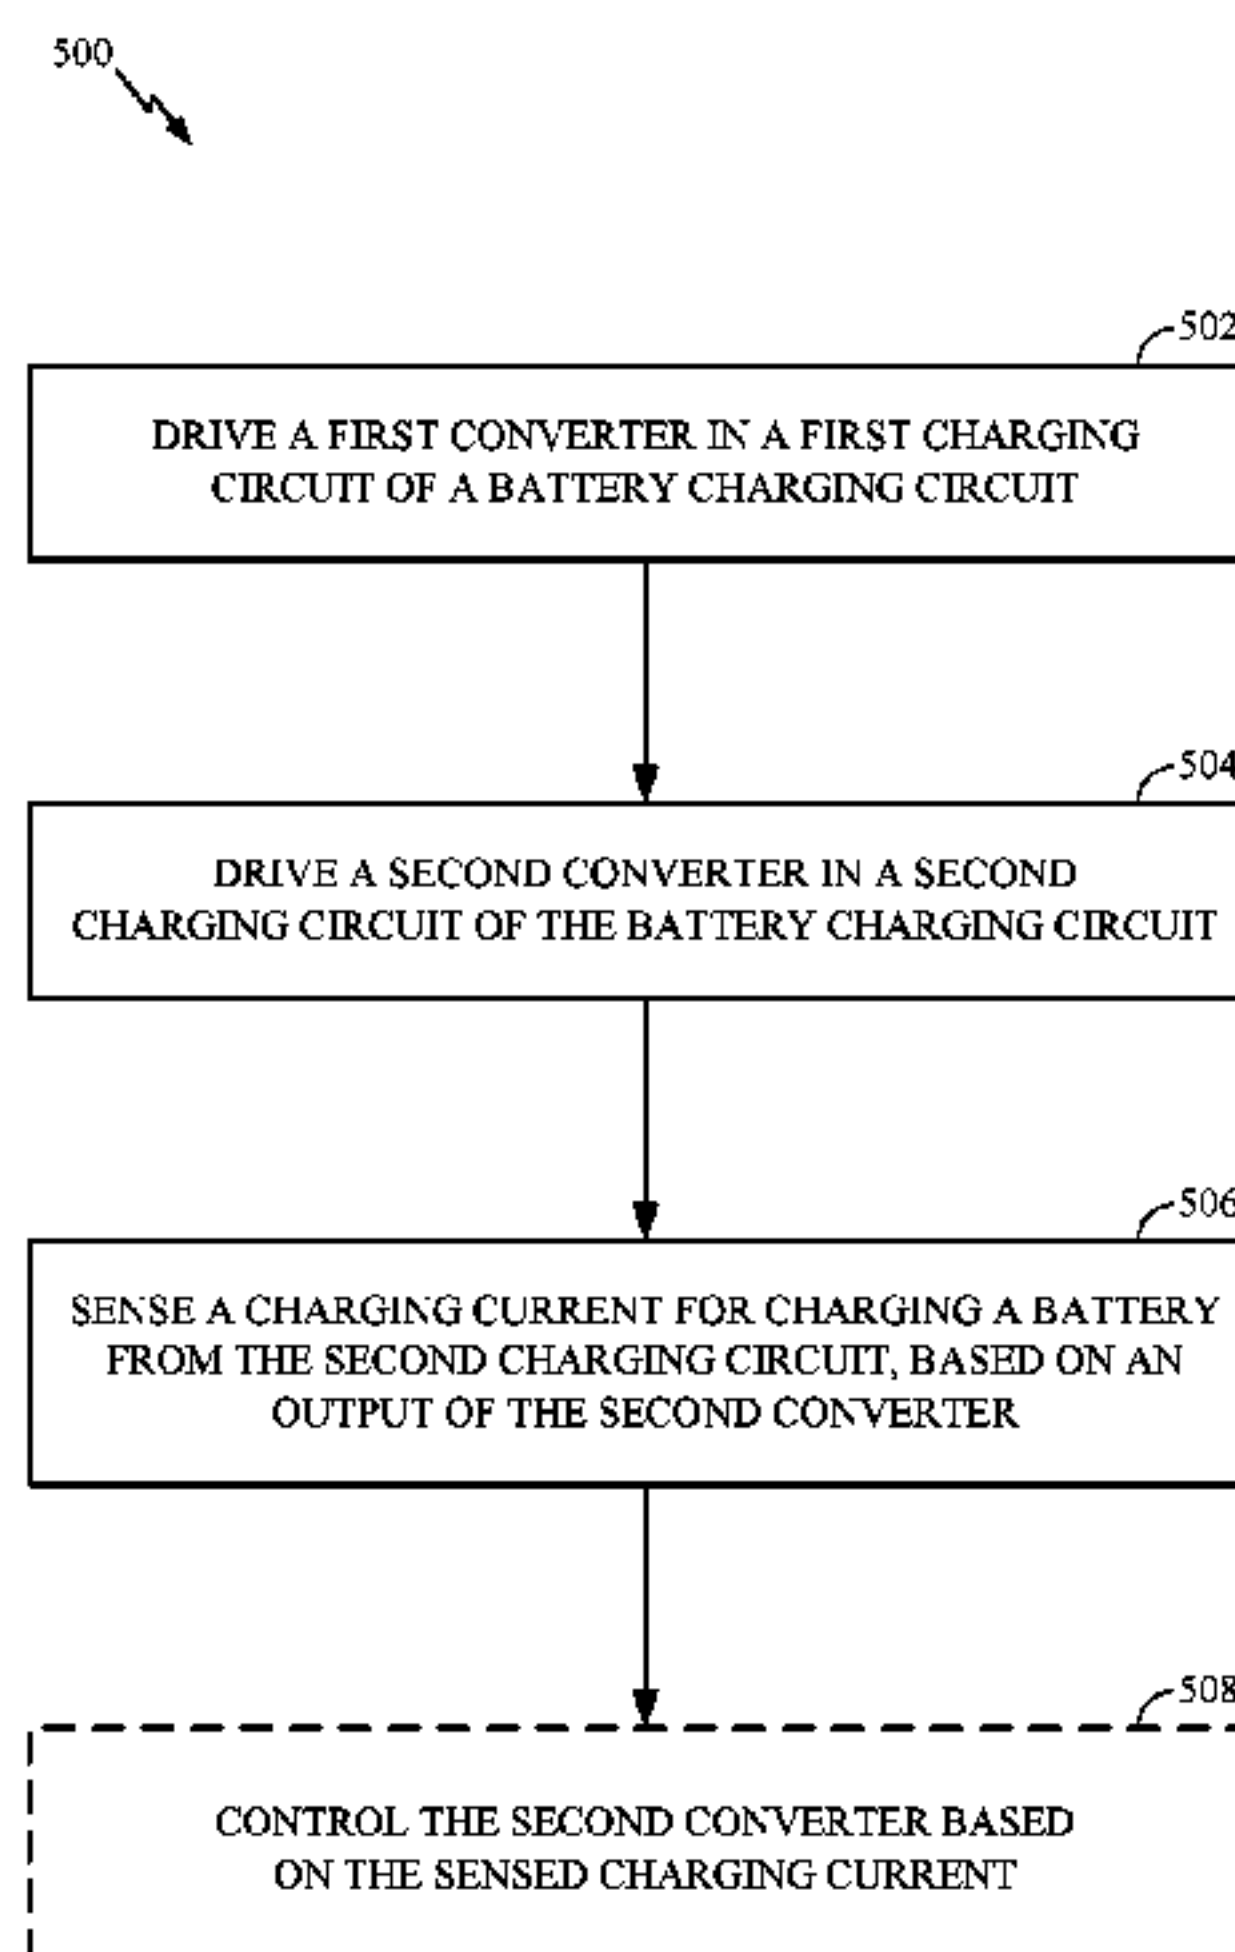 500
502
DRIVE A FIRST CONVERTER IN A FIRST CHARGING
CIRCUIT OF A BATTERY CHARGING CIRCUIT
504
DRIVE A SECOND CONVERTER IN A SECOND
CHARGING CIRCUIT OF THE BATTERY CHARGING CIRCUIT
506
SENSE A CHARGING CURRENT FOR CHARGING A BATTERY
FROM THE SECOND CHARGING CIRCUIT, BASED ON AN
OUTPUT OF THE SECOND CONVERTER
508
CONTROL THE SECOND CONVERTER BASED
ON THE SENSED CHARGING CURRENT